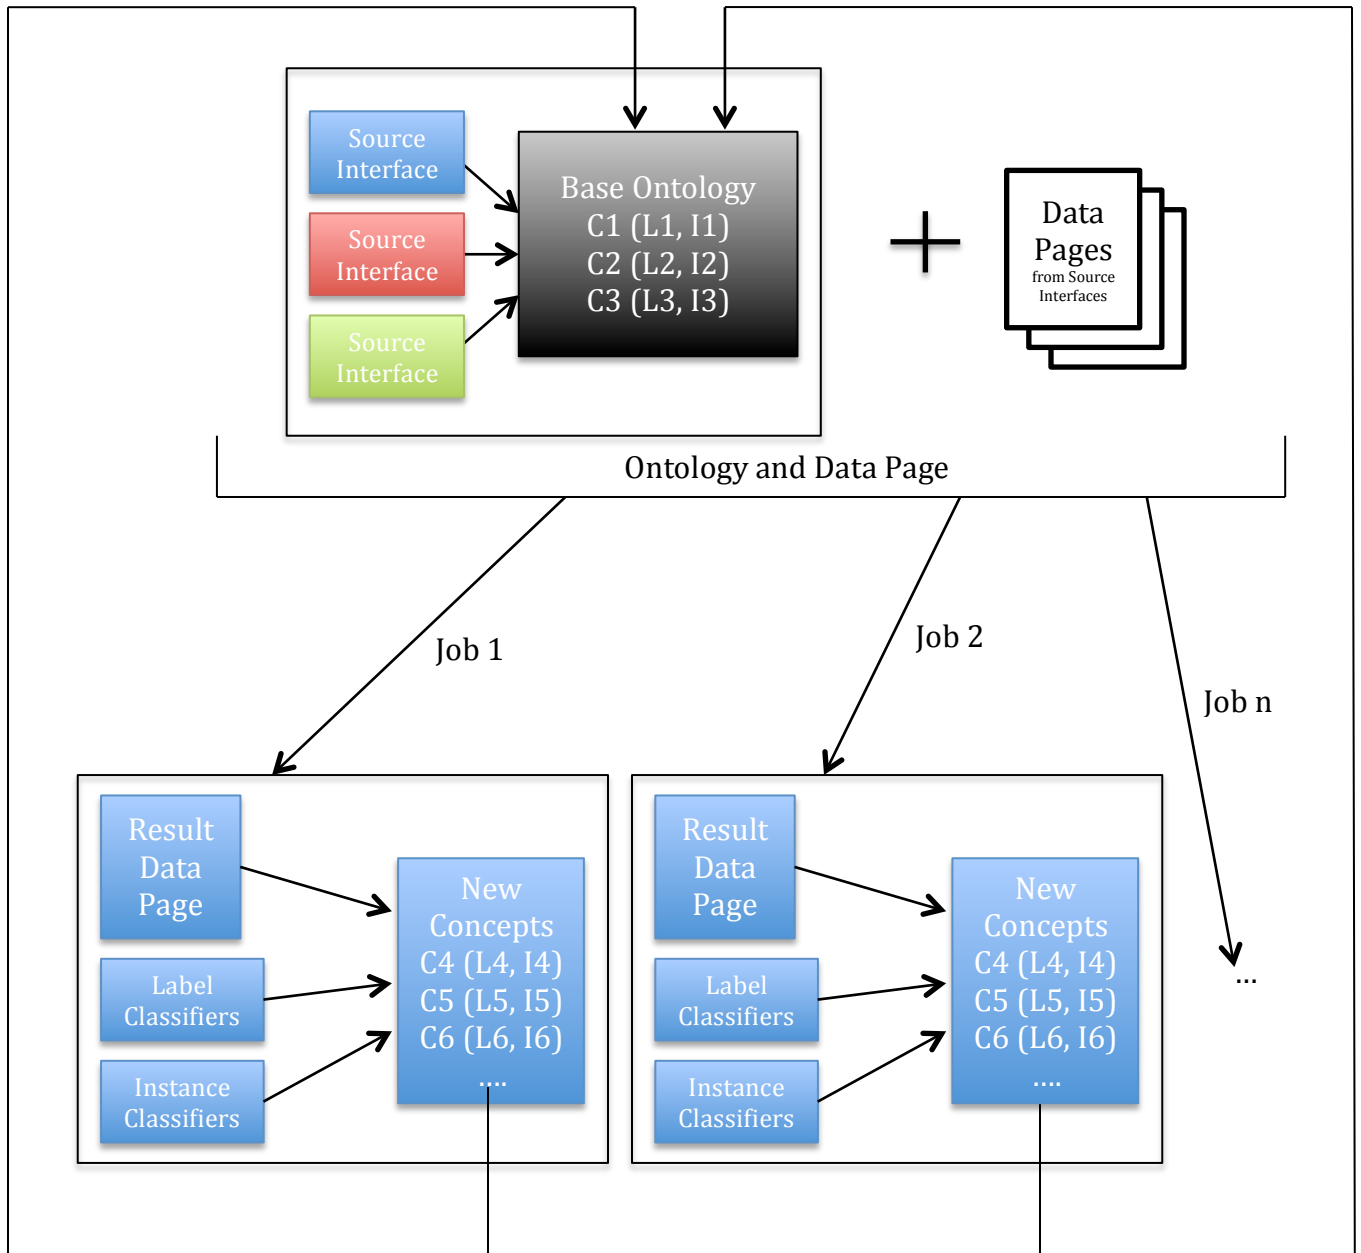 Source
Interface
Source
Interface
Source
Interface
Base Ontology
C1 (L1, I1)
C2 (L2, I2)
C3 (L3, I3)
+
Data
Pages
from Source
Interfaces
Ontology and Data Page
Job 1
Job 2
Job n
Result
Data
Page
Label
Classifiers
Instance
Classifiers
New
Concepts
C4 (L4, I4)
C5 (L5, I5)
C6 (L6, I6)
....
Result
Data
Page
Label
Classifiers
Instance
Classifiers
New
Concepts
C4 (L4, I4)
C5 (L5, I5)
C6 (L6, I6)
....
...